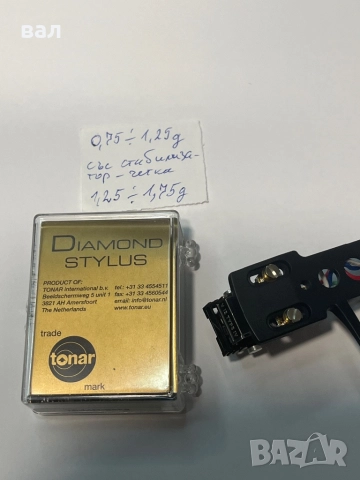 вал
0,75 ÷ 1,25g
със стабилиза-
тор - четка
1,25 ÷ 1,75g
DIAMOND
STYLUS
PRODUCT OF:
TONAR International b.v. tel.: +31 33 4554511
Beeldschermweg 5 unit 1 fax: +31 33 4560544
3821 AH Amersfoort email: info@tonar.nl
The Netherlands www.tonar.eu
trade
tonar
mark
BAZAR
bg